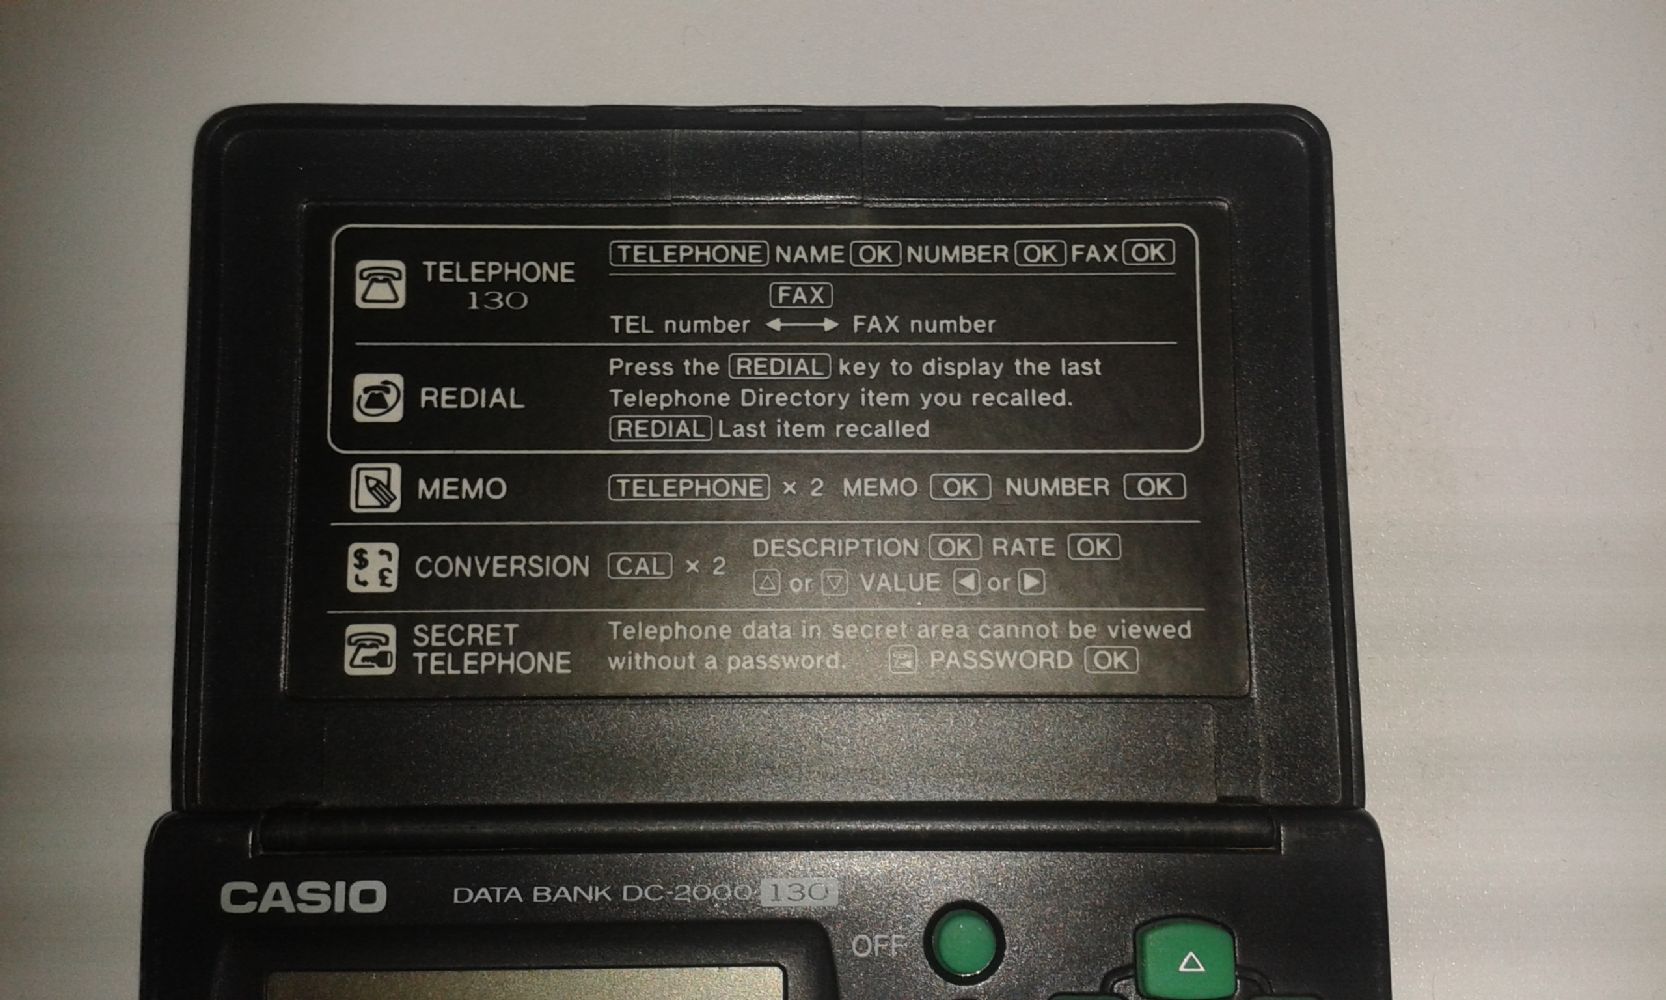 TELEPHONE
130
TELEPHONE NAME OK NUMBER OK FAX OK
FAX
TEL number ⟷ FAX number
REDIAL
Press the REDIAL key to display the last
Telephone Directory item you recalled.
REDIAL Last item recalled
MEMO
TELEPHONE × 2 MEMO OK NUMBER OK
$ £
CONVERSION
CAL × 2
DESCRIPTION OK RATE OK
△ or ▽ VALUE ◀ or ▶
SECRET
TELEPHONE
Telephone data in secret area cannot be viewed
without a password. PASSWORD OK
CASIO
DATA BANK DC-2000 130
OFF
△